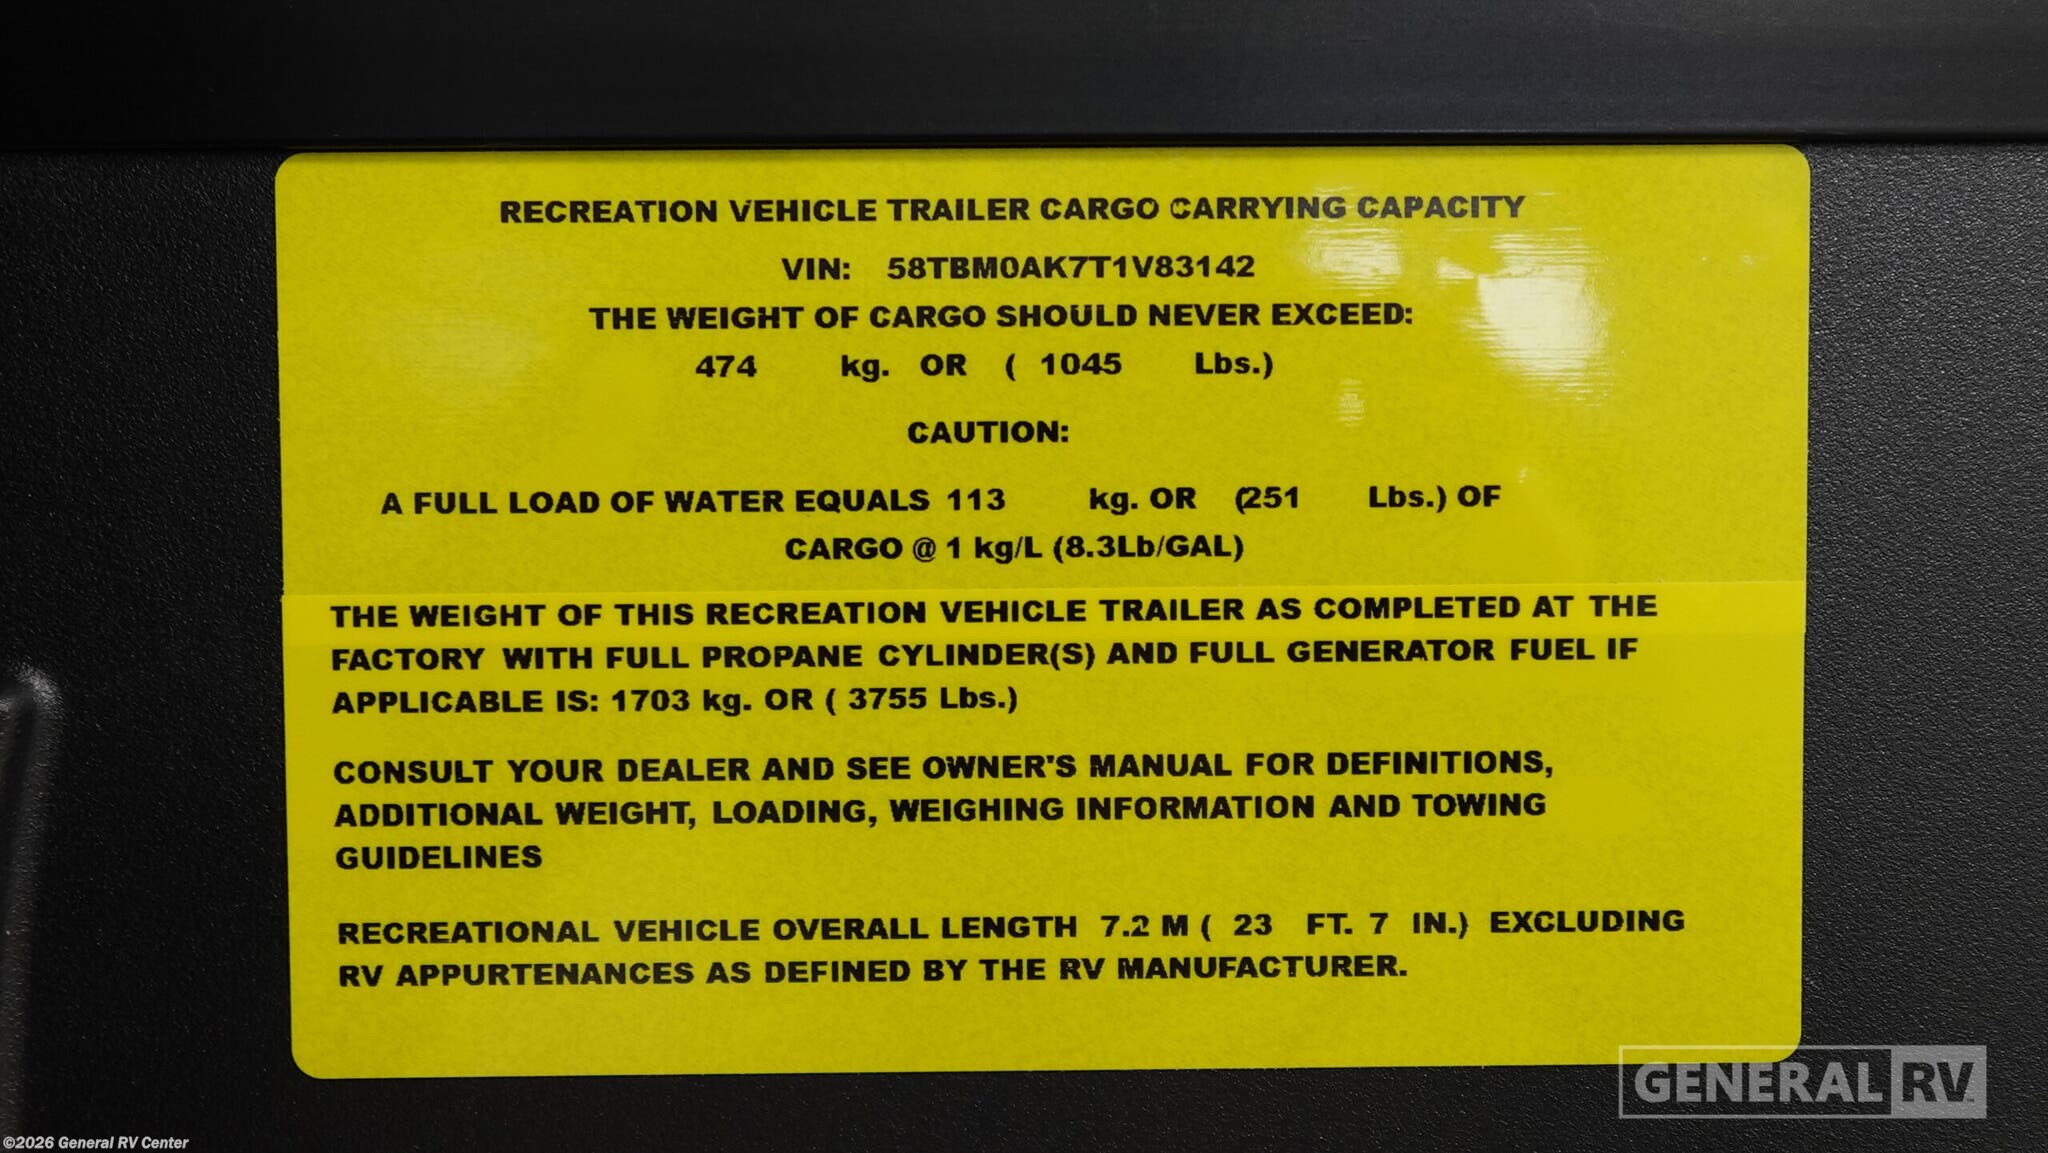 RECREATION VEHICLE TRAILER CARGO CARRYING CAPACITY
VIN: 58TBM0AK7T1V83142
THE WEIGHT OF CARGO SHOULD NEVER EXCEED:
474 kg. OR ( 1045 Lbs.)
CAUTION:
A FULL LOAD OF WATER EQUALS 113 kg. OR (251 Lbs.) OF
CARGO @ 1 kg/L (8.3Lb/GAL)
THE WEIGHT OF THIS RECREATION VEHICLE TRAILER AS COMPLETED AT THE
FACTORY WITH FULL PROPANE CYLINDER(S) AND FULL GENERATOR FUEL IF
APPLICABLE IS: 1703 kg. OR ( 3755 Lbs.)
CONSULT YOUR DEALER AND SEE OWNER'S MANUAL FOR DEFINITIONS,
ADDITIONAL WEIGHT, LOADING, WEIGHING INFORMATION AND TOWING
GUIDELINES
RECREATIONAL VEHICLE OVERALL LENGTH 7.2 M ( 23 FT. 7 IN.) EXCLUDING
RV APPURTENANCES AS DEFINED BY THE RV MANUFACTURER.
GENERAL RV
©2026 General RV Center